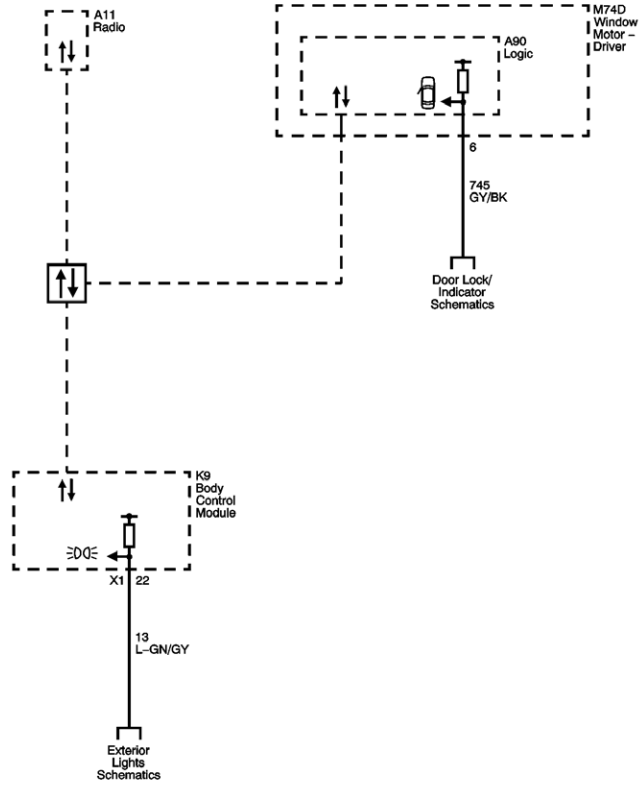 A11
Radio
M74D
Window
Motor –
Driver
A90
Logic
6
745
GY/BK
Door Lock/
Indicator
Schematics
K9
Body
Control
Module
X1 22
13
L–GN/GY
Exterior
Lights
Schematics